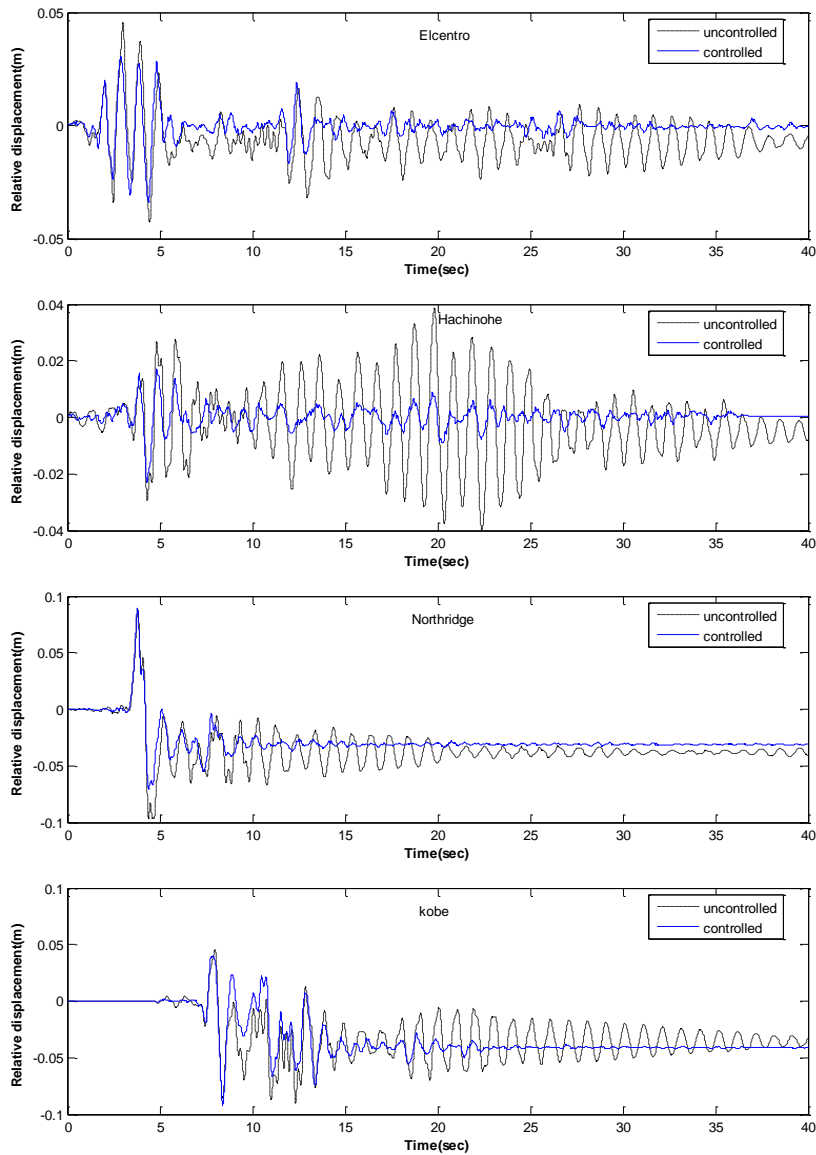 0.05
Elcentro
uncontrolled
controlled
0
-0.05
Relative displacement(m)
0 5 10 15 20 25 30 35 40
Time(sec)
0.04
Hachinohe
uncontrolled
controlled
0.02
0
-0.02
-0.04
Relative displacement(m)
0 5 10 15 20 25 30 35 40
Time(sec)
0.1
Northridge
uncontrolled
controlled
0.05
0
-0.05
-0.1
Relative displacement(m)
0 5 10 15 20 25 30 35 40
Time(sec)
0.1
kobe
uncontrolled
controlled
0.05
0
-0.05
-0.1
Relative displacement(m)
0 5 10 15 20 25 30 35 40
Time(sec)